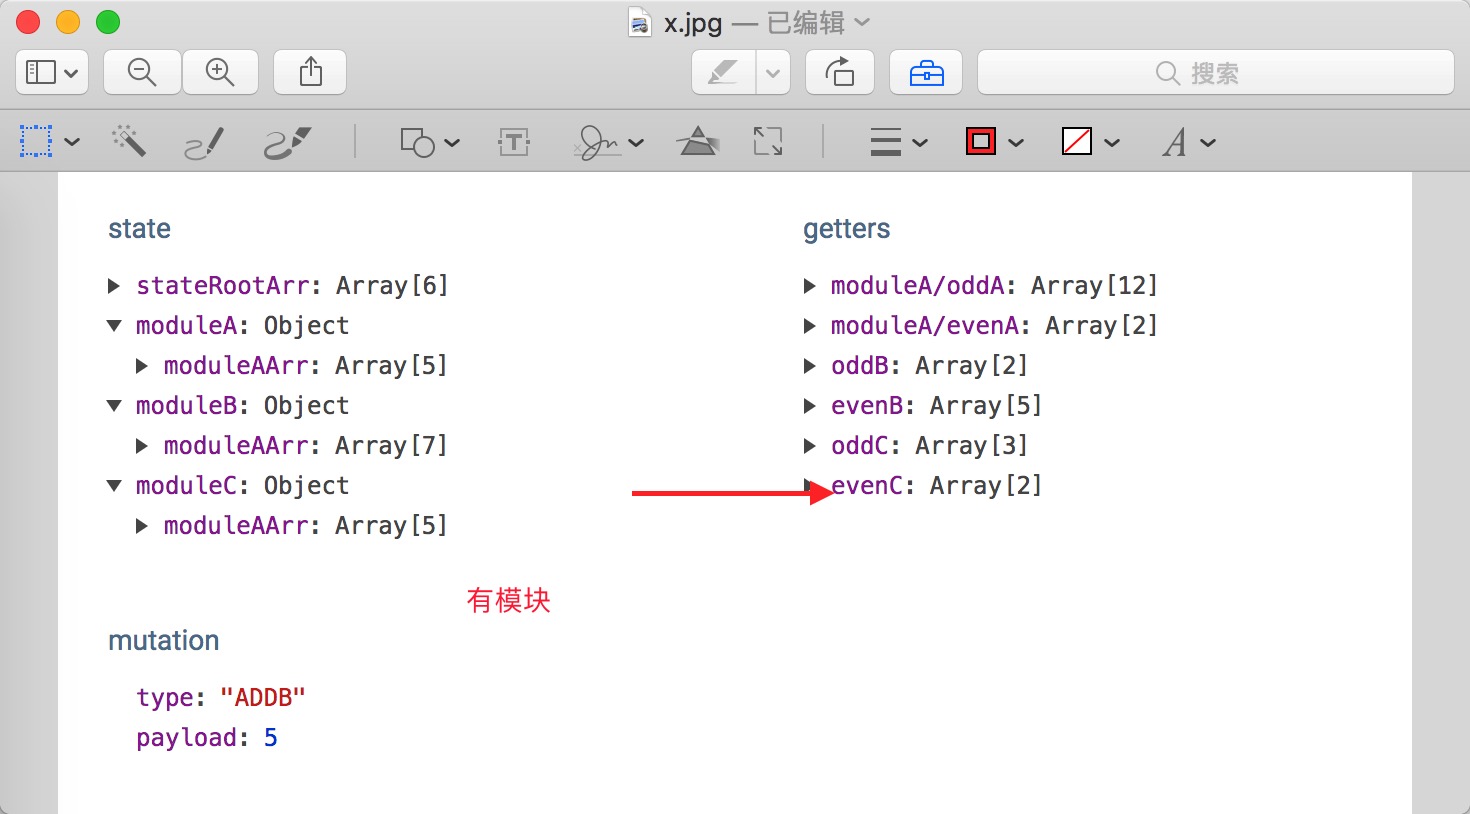 x.jpg — 已编辑
搜索
state
stateRootArr: Array[6]
moduleA: Object
moduleAArr: Array[5]
moduleB: Object
moduleAArr: Array[7]
moduleC: Object
moduleAArr: Array[5]
getters
moduleA/oddA: Array[12]
moduleA/evenA: Array[2]
oddB: Array[2]
evenB: Array[5]
oddC: Array[3]
evenC: Array[2]
有模块
mutation
type: "ADDB"
payload: 5